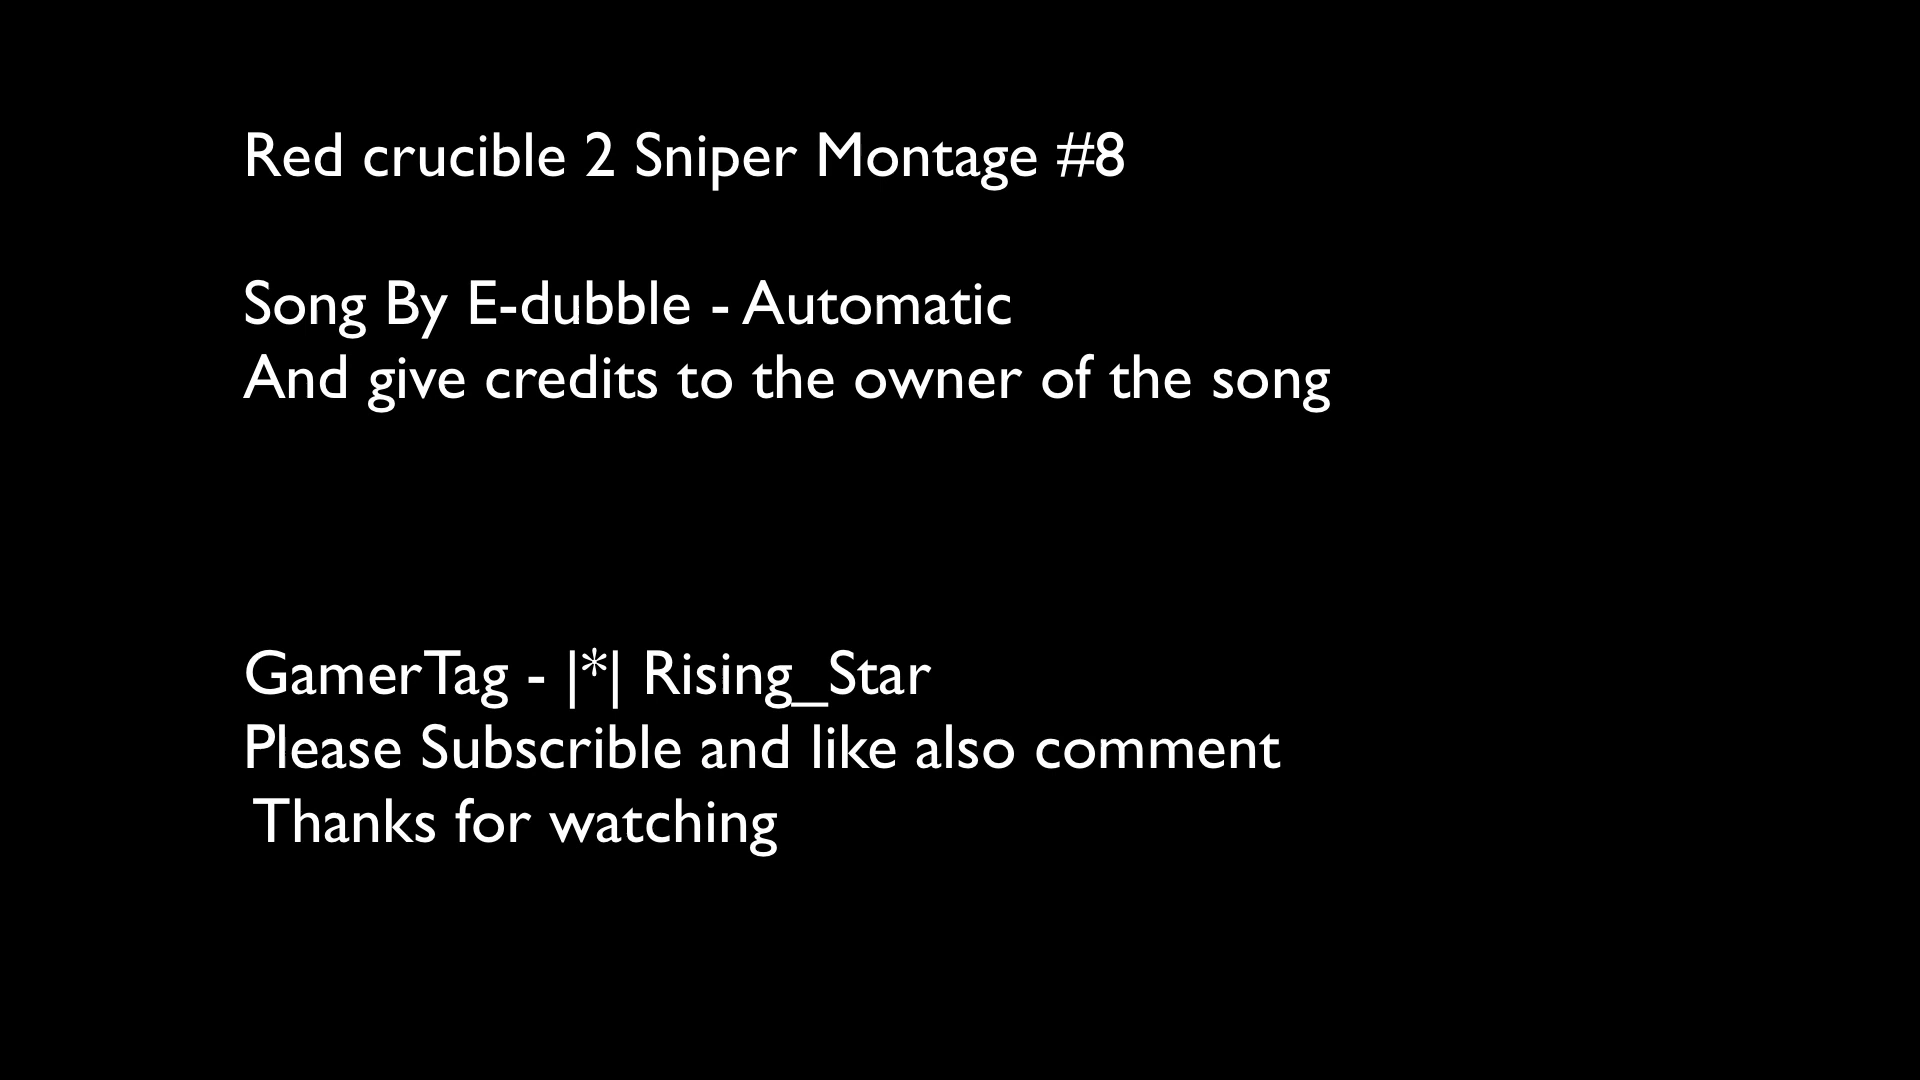 Red crucible 2 Sniper Montage #8
Song By E-dubble - Automatic
And give credits to the owner of the song
GamerTag - |*| Rising_Star
Please Subscrible and like also comment
Thanks for watching